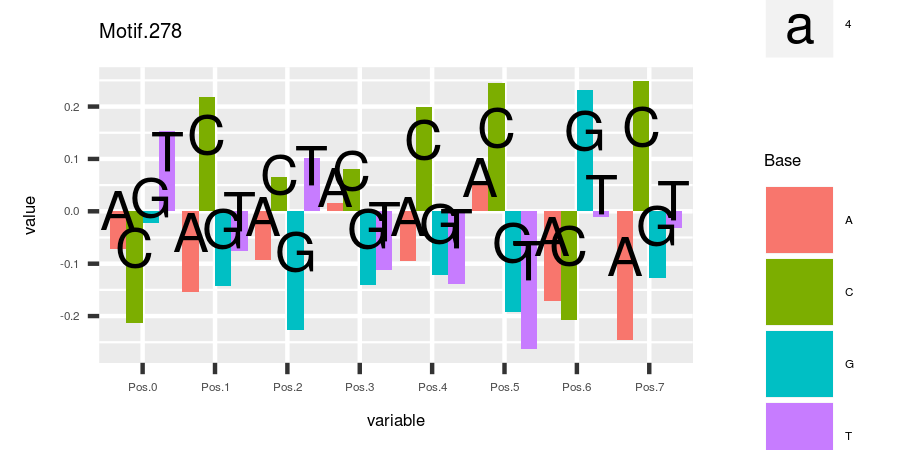 Motif.278
a 4
value
0.2
0.1
0.0
-0.1
-0.2
A C G T A C G T A C G T A C G T A C G T A C G T A C G T A C G T
Pos.0 Pos.1 Pos.2 Pos.3 Pos.4 Pos.5 Pos.6 Pos.7
variable
Base
A
C
G
T